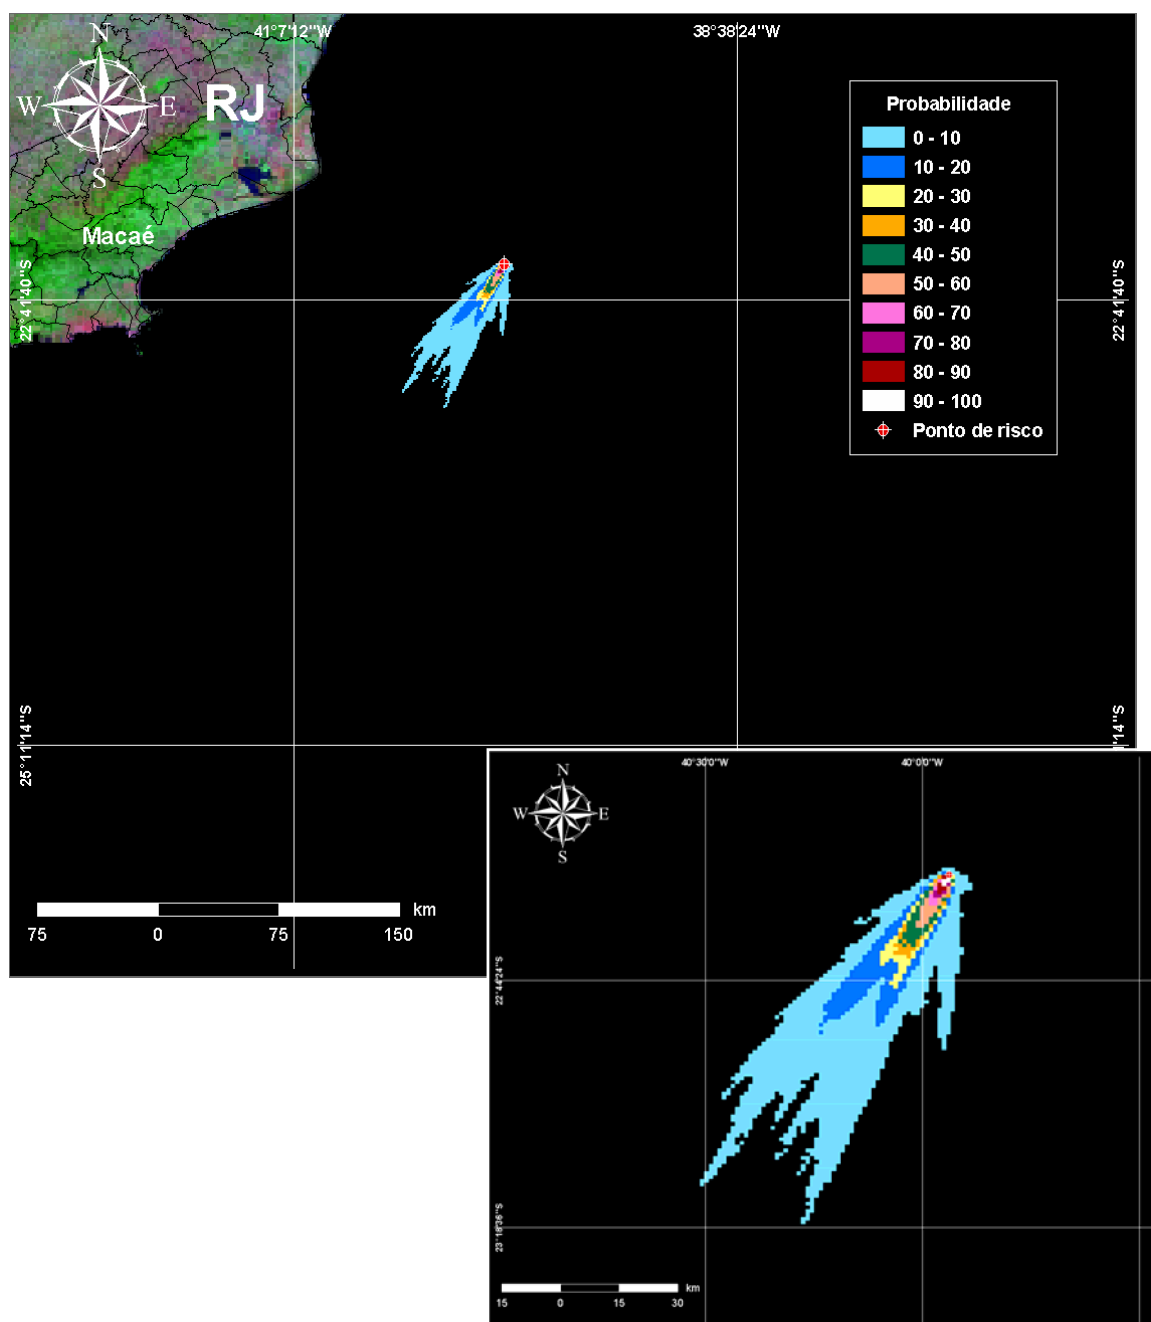 41°7'12"W
38°38'24"W
N
W
E
S
RJ
Macaé
22°41'40"S
22°41'40"S
Probabilidade
0 - 10
10 - 20
20 - 30
30 - 40
40 - 50
50 - 60
60 - 70
70 - 80
80 - 90
90 - 100
Ponto de risco
25°11'14"S
1'14"S
75 0 75 150 km
40°30'0"W
40°0'0"W
N
W
E
S
22°44'24"S
23°18'36"S
15 0 15 30 km